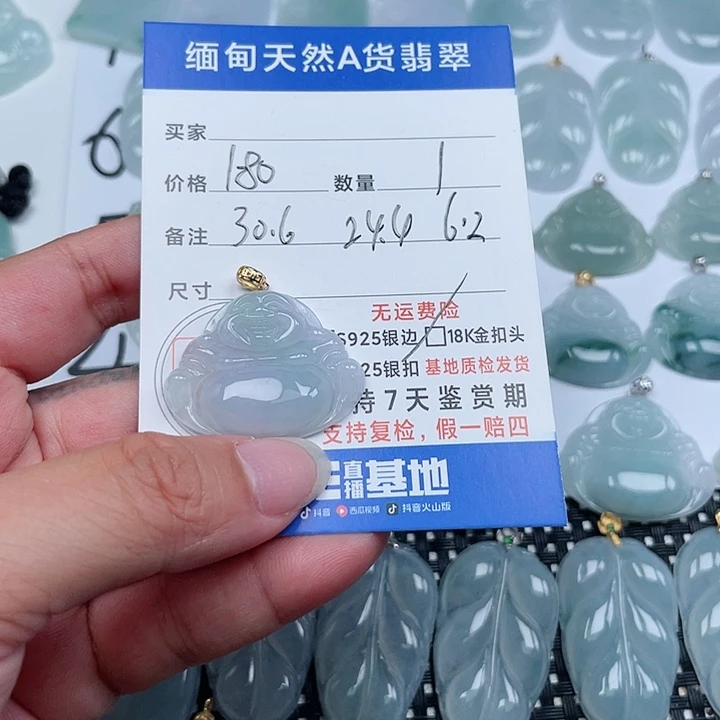 缅甸天然A货翡翠
买家
价格 180 数量 1
备注 30.6 24.4 6.2
尺寸
无运费险
S925银边 □18K金扣头
25银扣 基地质检发货
持7天鉴赏期
支持复检,假一赔四
直播基地
抖音 西瓜视频 抖音火山版
6